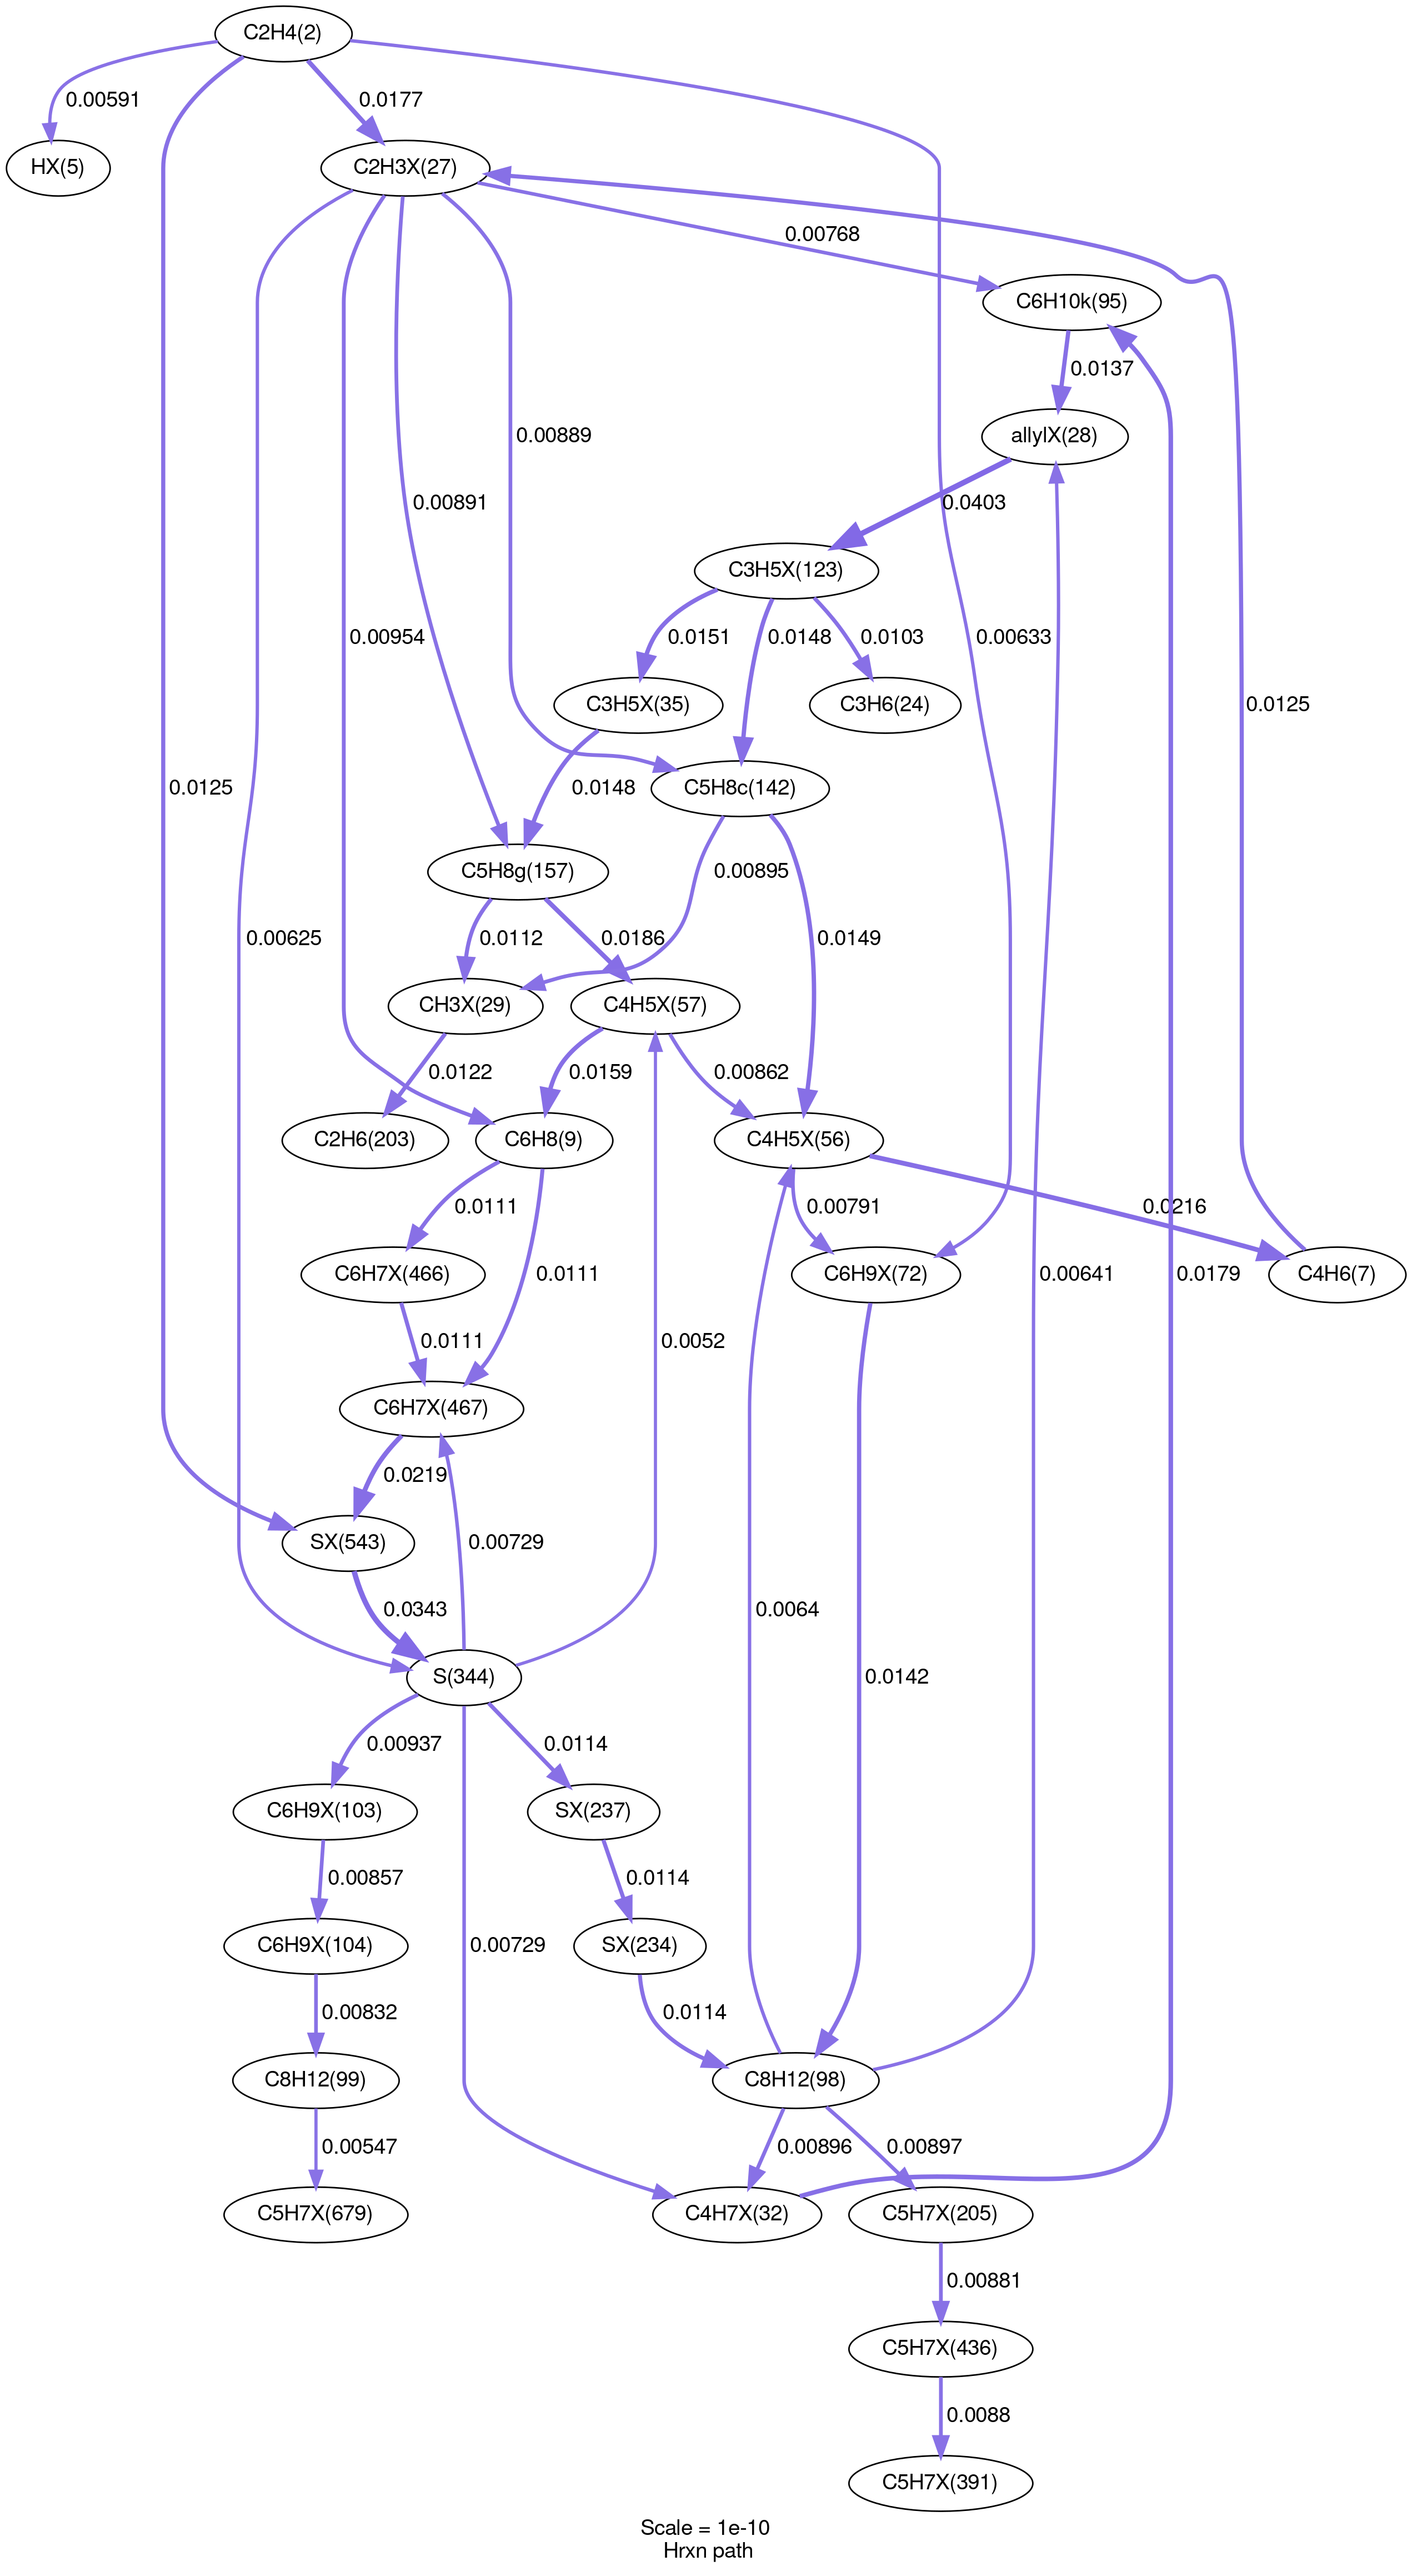 C2H4(2)
0.00591
0.0177
HX(5)
C2H3X(27)
0.00768
C6H10k(95)
0.0137
0.00889
allylX(28)
0.00891
0.0403
C3H5X(123)
0.00954
0.0151
0.0148
0.0103
0.00633
C3H5X(35)
C3H6(24)
0.0125
0.0125
0.0148
C5H8c(142)
C5H8g(157)
0.00895
0.00625
0.0112
0.0186
0.0149
CH3X(29)
C4H5X(57)
0.0122
0.0159
0.00862
C2H6(203)
C6H8(9)
C4H5X(56)
0.0111
0.00791
0.0216
C6H7X(466)
0.0111
C6H9X(72)
0.00641
0.0179
C4H6(7)
0.0111
0.0052
C6H7X(467)
0.0219
SX(543)
0.00729
0.0343
0.0064
S(344)
0.0142
0.00937
0.0114
C6H9X(103)
SX(237)
0.00857
0.0114
C6H9X(104)
0.00729
SX(234)
0.00832
0.0114
C8H12(99)
C8H12(98)
0.00547
0.00896
0.00897
C5H7X(679)
C4H7X(32)
C5H7X(205)
0.00881
C5H7X(436)
0.0088
C5H7X(391)
Scale = 1e-10
Hrxn path